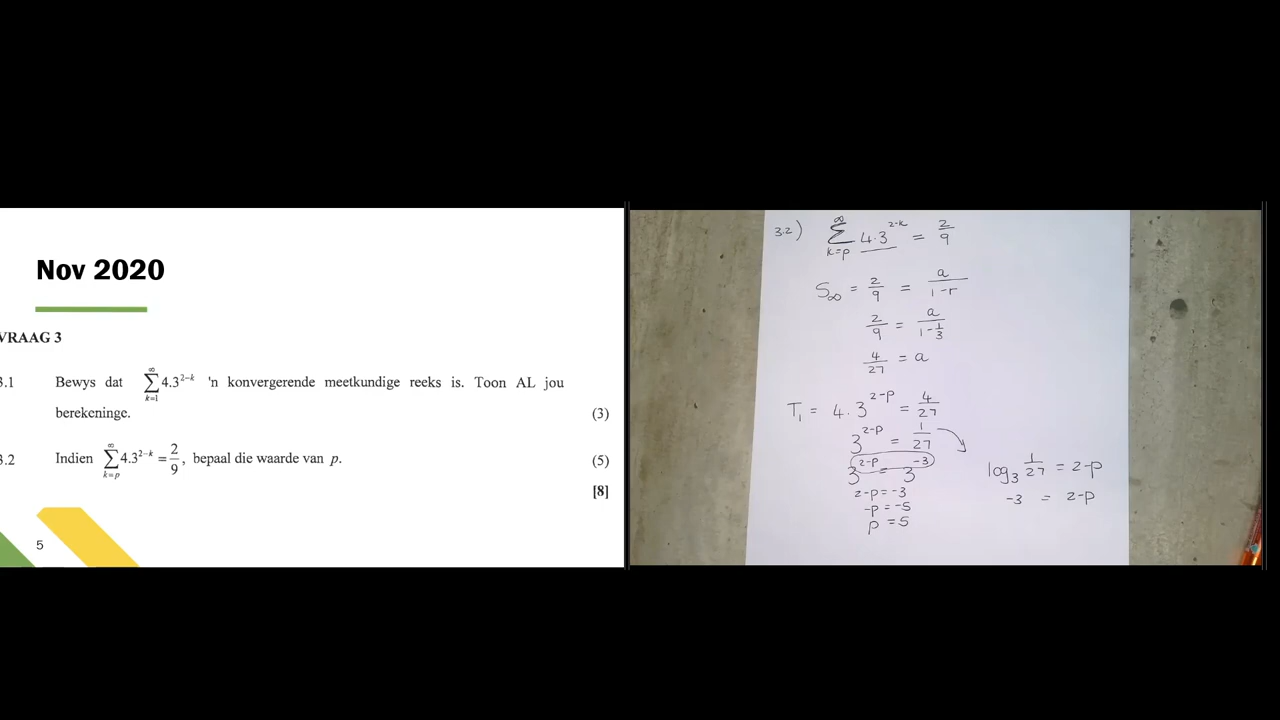 Nov 2020
VRAAG 3
3.1 Bewys dat ∞ ∑ k=1 4.3^{2−k} 'n konvergerende meetkundige reeks is. Toon AL jou
berekeninge. (3)
3.2 Indien ∞ ∑ k=p 4.3^{2−k} = 2/9, bepaal die waarde van p. (5)
[8]
5
3.2) ∞ ∑ k=p 4.3^{2-k} = 2/9
S∞ = 2/9 = a/(1-r)
2/9 = a/(1-1/3)
4/27 = a
T₁ = 4.3^{2-p} = 4/27
3^{2-p} = 1/27
3^{2-p} = 3^{-3}
2-p = -3
-p = -5
p = 5
log₃ 1/27 = 2-p
-3 = 2-p